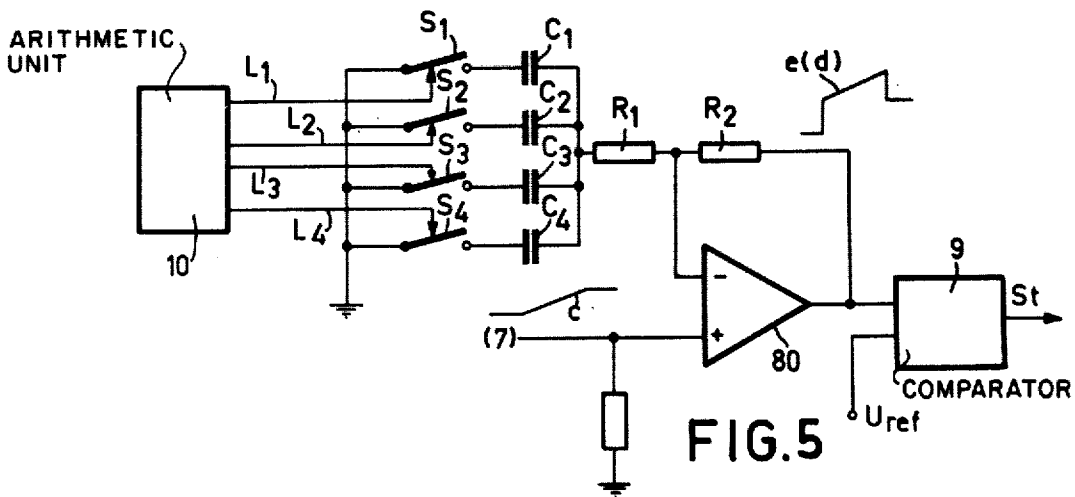 ARITHMETIC
UNIT
10
L1
L2
L3
L4
S1
S2
S3
S4
C1
C2
C3
C4
R1
R2
e(d)
c
(7)
-
+
80
9
St
COMPARATOR
Uref
FIG.5